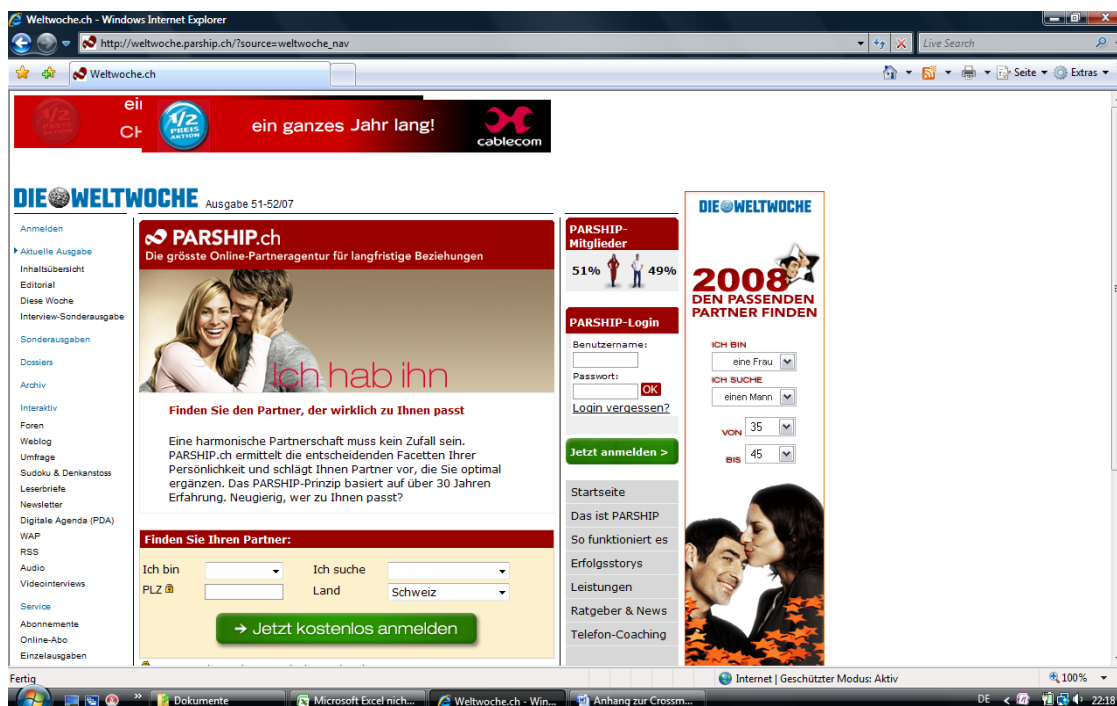 Weltwoche.ch - Windows Internet Explorer
http://weltwoche.parship.ch/?source=weltwoche_nav
Live Search
Weltwoche.ch
Seite
Extras
1/2
PREIS
AKTION
ein ganzes Jahr lang!
cablecom
DIE WELTWOCHE
Ausgabe 51-52/07
Anmelden
Aktuelle Ausgabe
Inhaltsübersicht
Editorial
Diese Woche
Interview-Sonderausgabe
Sonderausgaben
Dossiers
Archiv
Interaktiv
Foren
Weblog
Umfrage
Sudoku & Denkanstoss
Leserbriefe
Newsletter
Digitale Agenda (PDA)
WAP
RSS
Audio
Videointerviews
Service
Abonnemente
Online-Abo
Einzelausgaben
PARSHIP.ch
Die grösste Online-Partneragentur für langfristige Beziehungen
Ich hab ihn
Finden Sie den Partner, der wirklich zu Ihnen passt
Eine harmonische Partnerschaft muss kein Zufall sein.
PARSHIP.ch ermittelt die entscheidenden Facetten Ihrer
Persönlichkeit und schlägt Ihnen Partner vor, die Sie optimal
ergänzen. Das PARSHIP-Prinzip basiert auf über 30 Jahren
Erfahrung. Neugierig, wer zu Ihnen passt?
Finden Sie Ihren Partner:
Ich bin
Ich suche
PLZ
Land
Schweiz
→ Jetzt kostenlos anmelden
PARSHIP-
Mitglieder
51%
49%
PARSHIP-Login
Benutzername:
Passwort:
OK
Login vergessen?
Jetzt anmelden >
Startseite
Das ist PARSHIP
So funktioniert es
Erfolgsstorys
Leistungen
Ratgeber & News
Telefon-Coaching
DIE WELTWOCHE
2008
DEN PASSENDEN
PARTNER FINDEN
ICH BIN
eine Frau
ICH SUCHE
einen Mann
VON
35
BIS
45
Fertig
Internet | Geschützter Modus: Aktiv
100%
Dokumente
Microsoft Excel nich...
Weltwoche.ch - Win...
Anhang zur Crossm...
DE
22:18